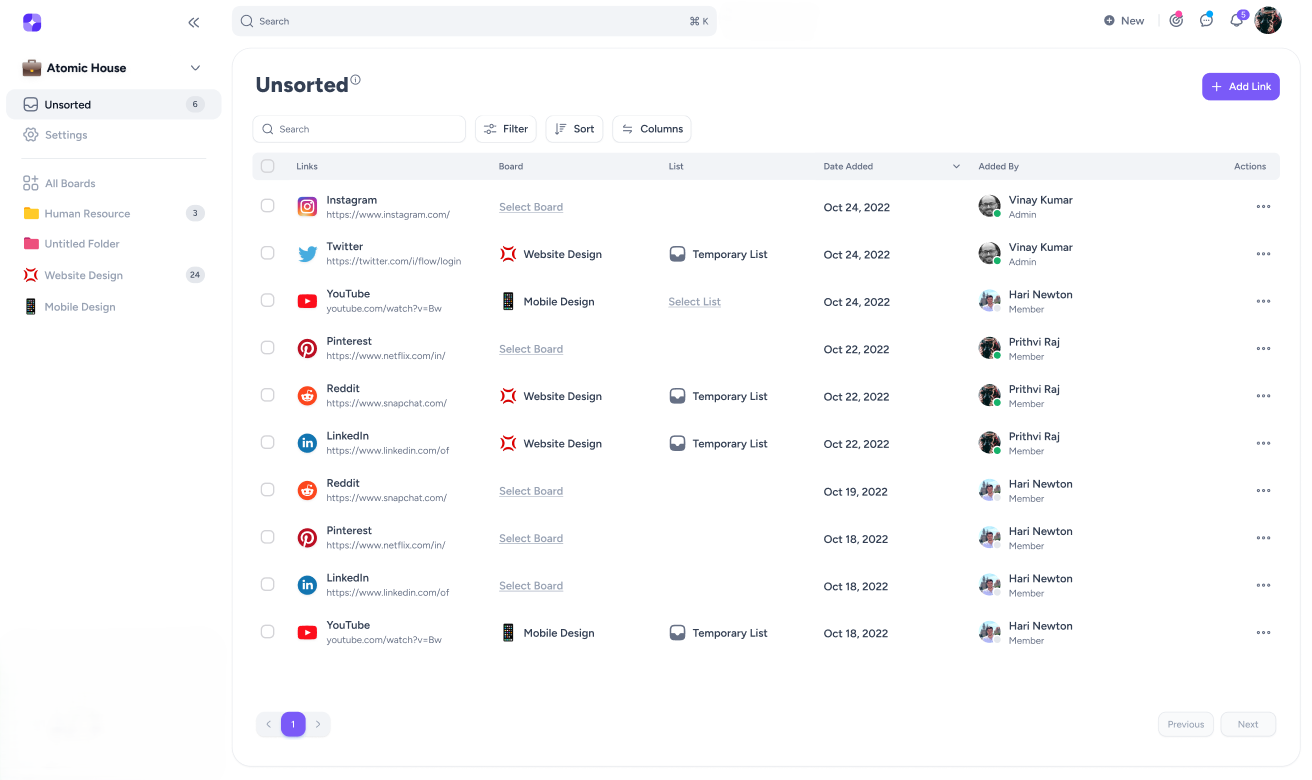 Search
⌘ K
New
5
Atomic House
Unsorted
6
Settings
All Boards
Human Resource
3
Untitled Folder
Website Design
24
Mobile Design
Unsorted
Add Link
Search
Filter
Sort
Columns
Links Board List Date Added Added By Actions
Instagram
https://www.instagram.com/
Select Board
Oct 24, 2022
Vinay Kumar
Admin
Twitter
https://twitter.com/i/flow/login
Website Design
Temporary List
Oct 24, 2022
Vinay Kumar
Admin
YouTube
youtube.com/watch?v=Bw
Mobile Design
Select List
Oct 24, 2022
Hari Newton
Member
Pinterest
https://www.netflix.com/in/
Select Board
Oct 22, 2022
Prithvi Raj
Member
Reddit
https://www.snapchat.com/
Website Design
Temporary List
Oct 22, 2022
Prithvi Raj
Member
LinkedIn
https://www.linkedin.com/of
Website Design
Temporary List
Oct 22, 2022
Prithvi Raj
Member
Reddit
https://www.snapchat.com/
Select Board
Oct 19, 2022
Hari Newton
Member
Pinterest
https://www.netflix.com/in/
Select Board
Oct 18, 2022
Hari Newton
Member
LinkedIn
https://www.linkedin.com/of
Select Board
Oct 18, 2022
Hari Newton
Member
YouTube
youtube.com/watch?v=Bw
Mobile Design
Temporary List
Oct 18, 2022
Hari Newton
Member
1
Previous
Next